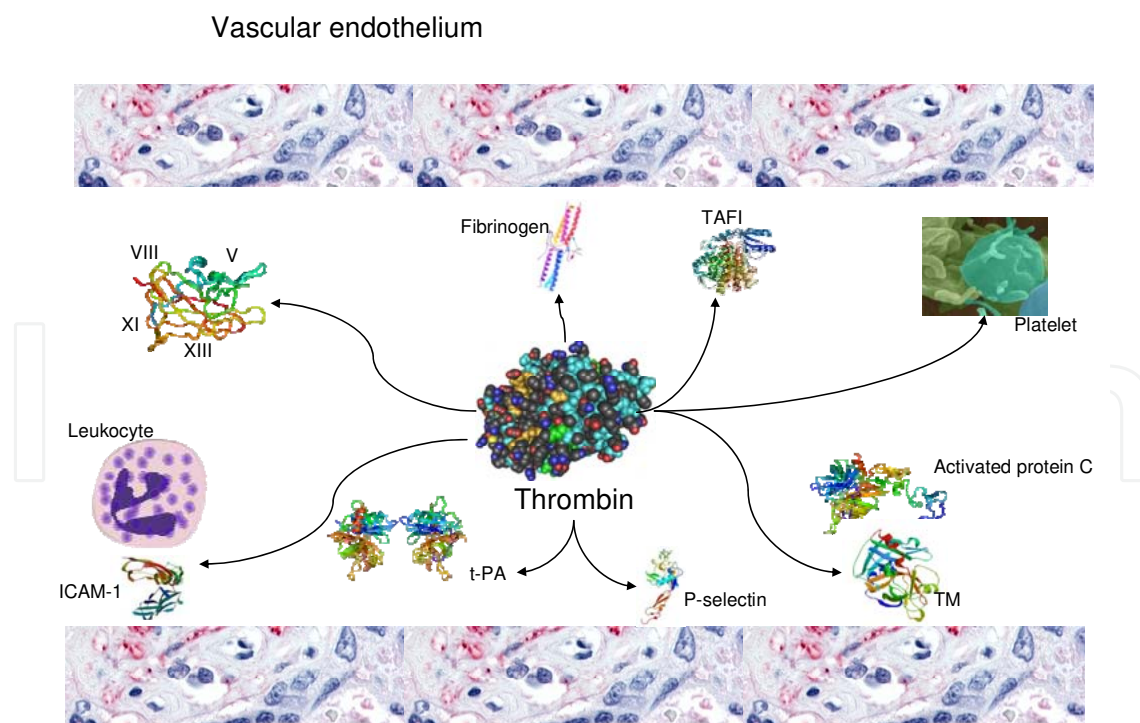 Vascular endothelium
Fibrinogen
TAFI
VIII
V
XI
XIII
Platelet
Leukocyte
Activated protein C
Thrombin
ICAM-1
t-PA
P-selectin
TM